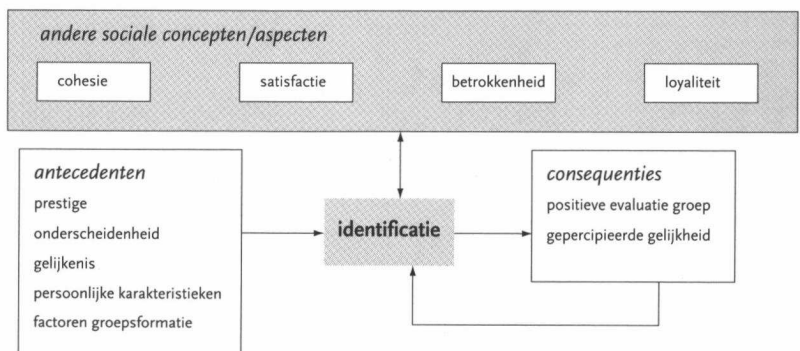 andere sociale concepten/aspecten
cohesie
satisfactie
betrokkenheid
loyaliteit
antecedenten
prestige
onderscheidenheid
gelijkenis
persoonlijke karakteristieken
factoren groepsformatie
identificatie
consequenties
positieve evaluatie groep
gepercipieerde gelijkheid